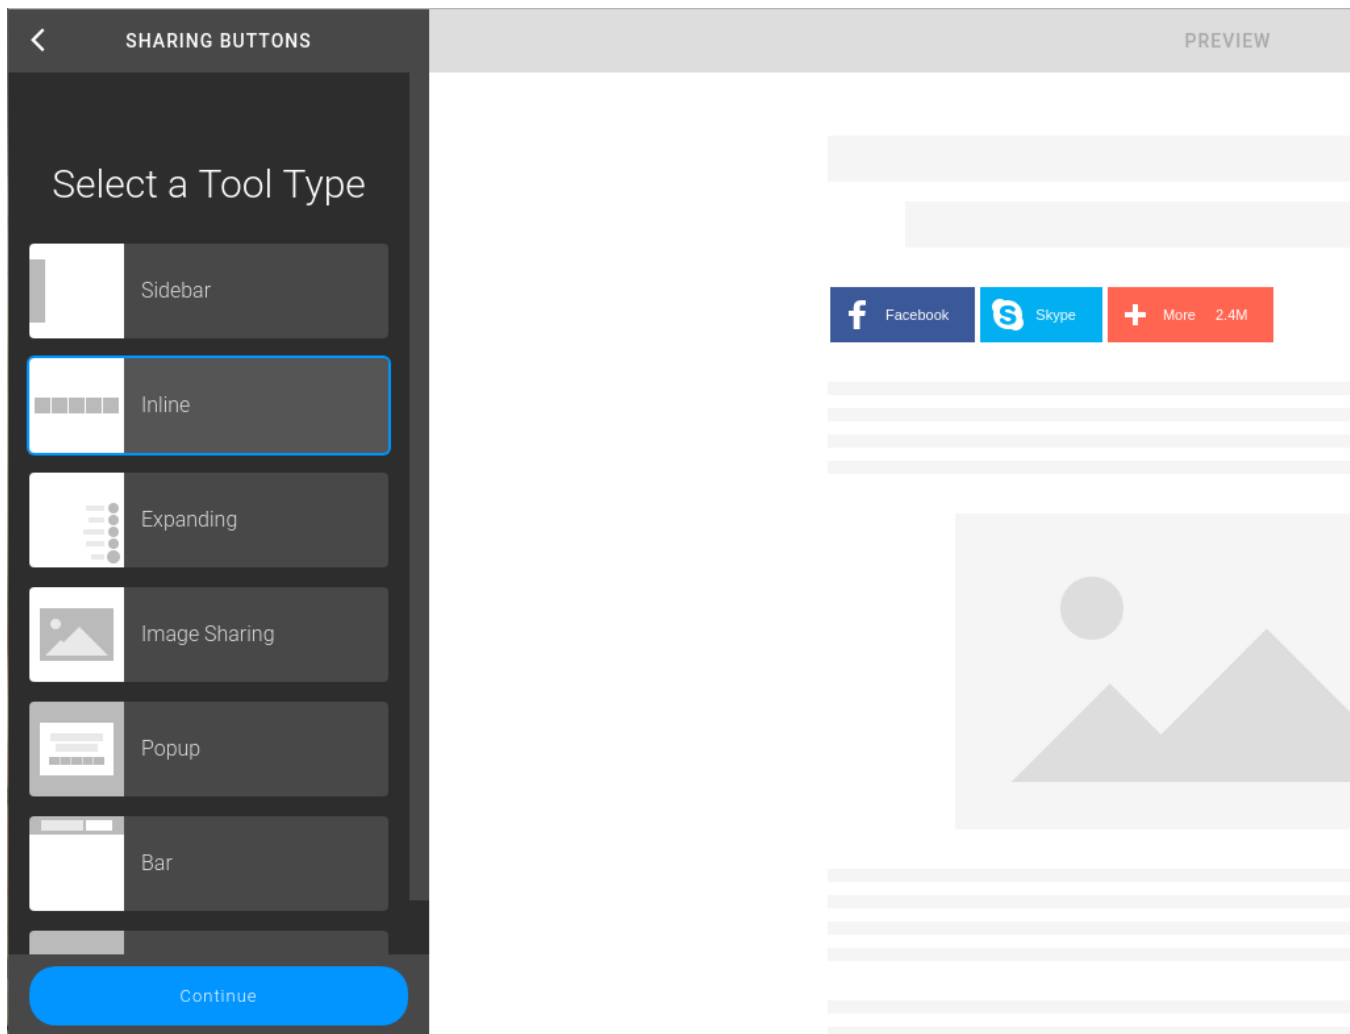 SHARING BUTTONS
PREVIEW
Select a Tool Type
Sidebar
Inline
Expanding
Image Sharing
Popup
Bar
Continue
Facebook
Skype
More 2.4M